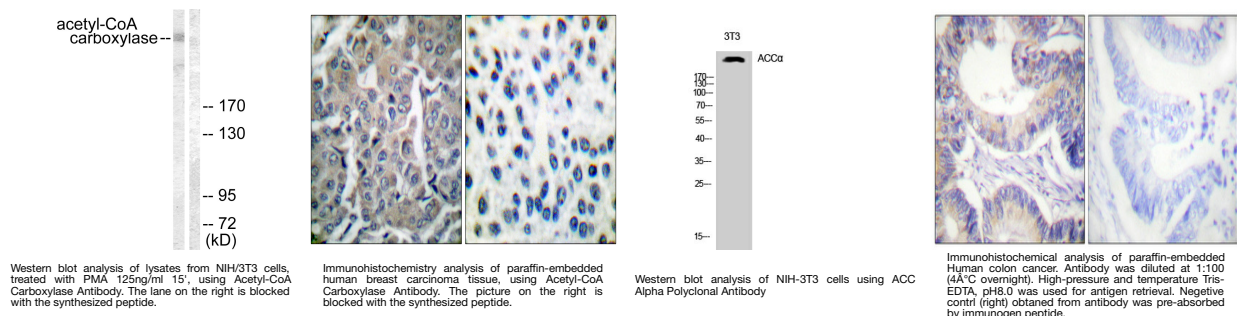 acetyl-CoA
carboxylase--
-- 170
-- 130
-- 95
-- 72
(kD)
Western blot analysis of lysates from NIH/3T3 cells,
treated with PMA 125ng/ml 15', using Acetyl-CoA
Carboxylase Antibody. The lane on the right is blocked
with the synthesized peptide.
Immunohistochemistry analysis of paraffin-embedded
human breast carcinoma tissue, using Acetyl-CoA
Carboxylase Antibody. The picture on the right is
blocked with the synthesized peptide.
3T3
ACCα
170—
130—
100—
70—
55—
40—
35—
25—
15—
Western blot analysis of NIH-3T3 cells using ACC
Alpha Polyclonal Antibody
Immunohistochemical analysis of paraffin-embedded
Human colon cancer. Antibody was diluted at 1:100
(4Â°C overnight). High-pressure and temperature Tris-
EDTA, pH8.0 was used for antigen retrieval. Negetive
contrl (right) obtaned from antibody was pre-absorbed
by immunogen peptide.